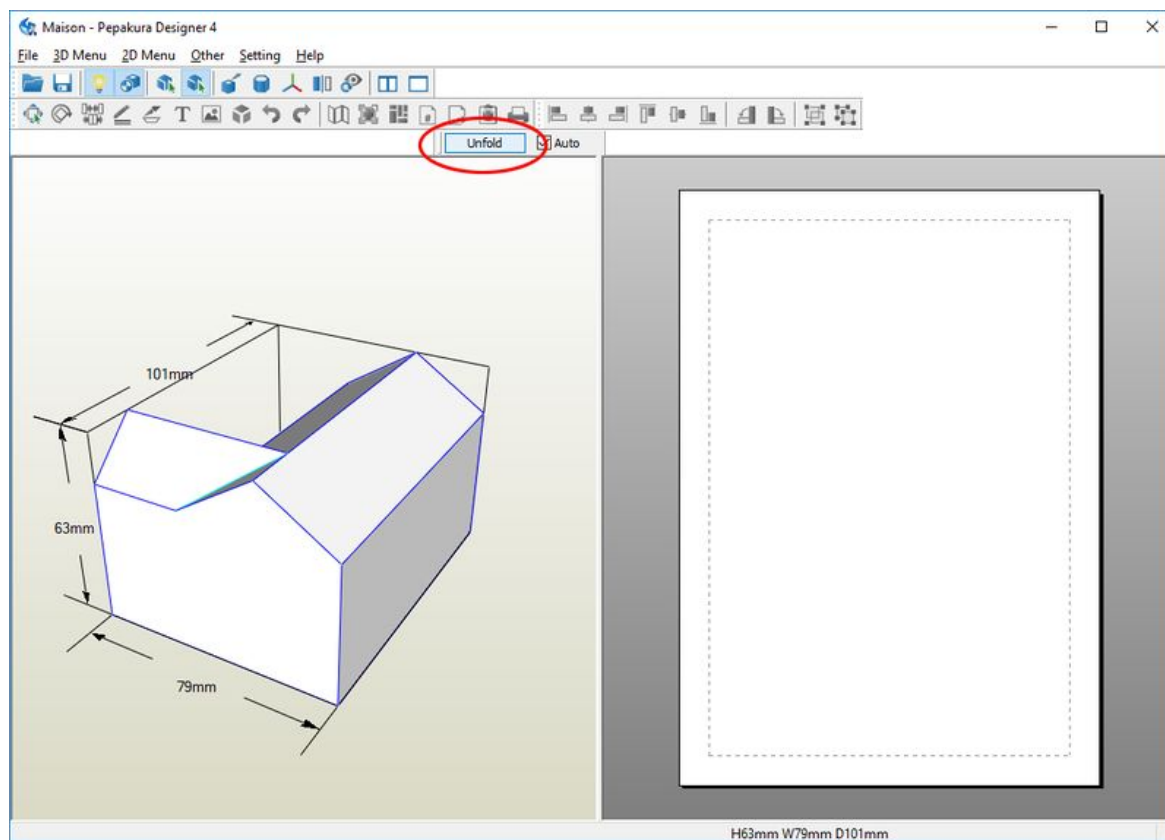 Maison - Pepakura Designer 4
File 3D Menu 2D Menu Other Setting Help
Unfold Auto
101mm
63mm
79mm
H63mm W79mm D101mm